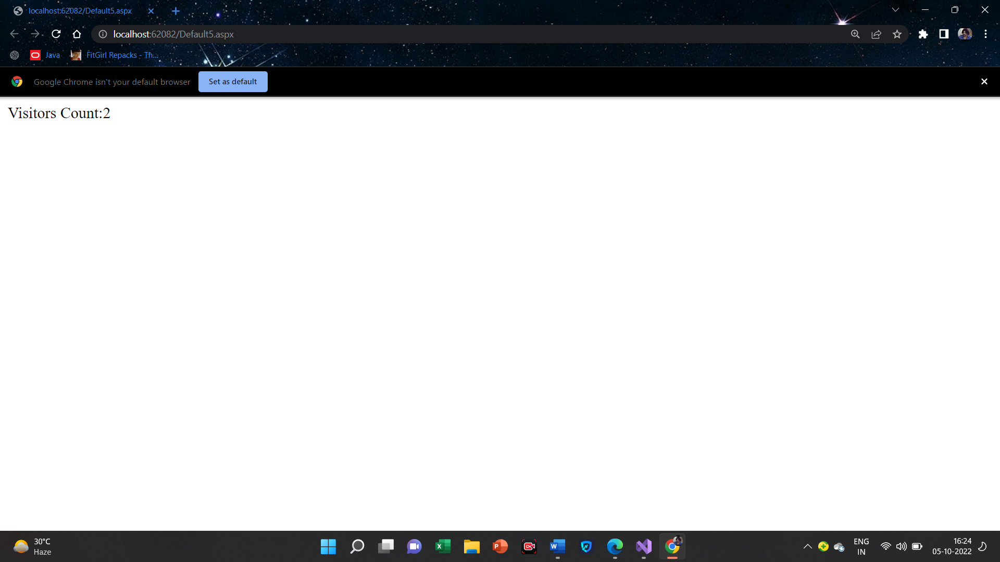 localhost:62082/Default5.aspx
localhost:62082/Default5.aspx
Java FitGirl Repacks - Th...
Google Chrome isn't your default browser Set as default
Visitors Count:2
30°C
Haze
ENG
IN
16:24
05-10-2022